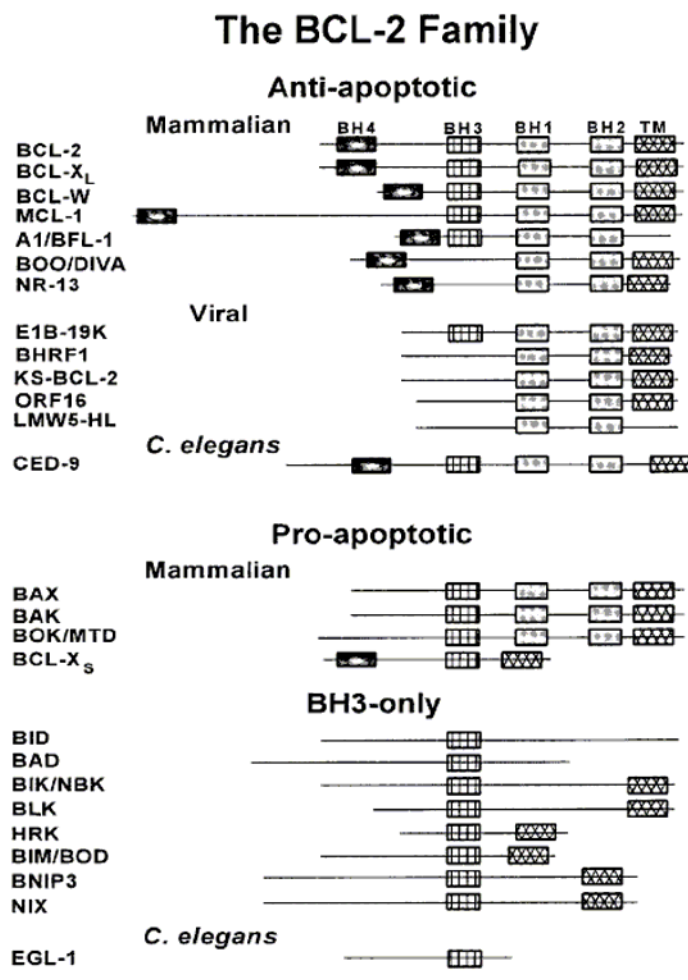 The BCL-2 Family
Anti-apoptotic
Mammalian BH4 BH3 BH1 BH2 TM
BCL-2
BCL-XL
BCL-W
MCL-1
A1/BFL-1
BOO/DIVA
NR-13
Viral
E1B-19K
BHRF1
KS-BCL-2
ORF16
LMW5-HL
C. elegans
CED-9
Pro-apoptotic
Mammalian
BAX
BAK
BOK/MTD
BCL-XS
BH3-only
BID
BAD
BIK/NBK
BLK
HRK
BIM/BOD
BNIP3
NIX
C. elegans
EGL-1